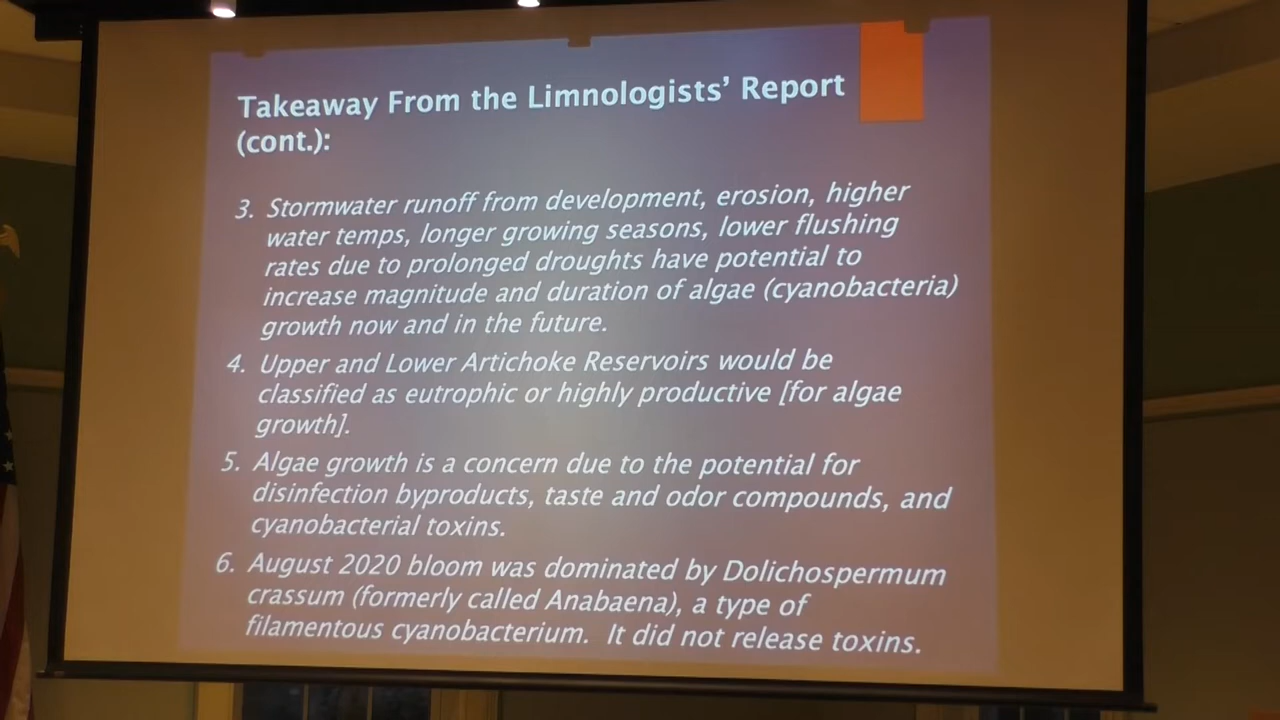 Takeaway From the Limnologists' Report
(cont.):
3. Stormwater runoff from development, erosion, higher
water temps, longer growing seasons, lower flushing
rates due to prolonged droughts have potential to
increase magnitude and duration of algae (cyanobacteria)
growth now and in the future.
4. Upper and Lower Artichoke Reservoirs would be
classified as eutrophic or highly productive [for algae
growth].
5. Algae growth is a concern due to the potential for
disinfection byproducts, taste and odor compounds, and
cyanobacterial toxins.
6. August 2020 bloom was dominated by Dolichospermum
crassum (formerly called Anabaena), a type of
filamentous cyanobacterium. It did not release toxins.